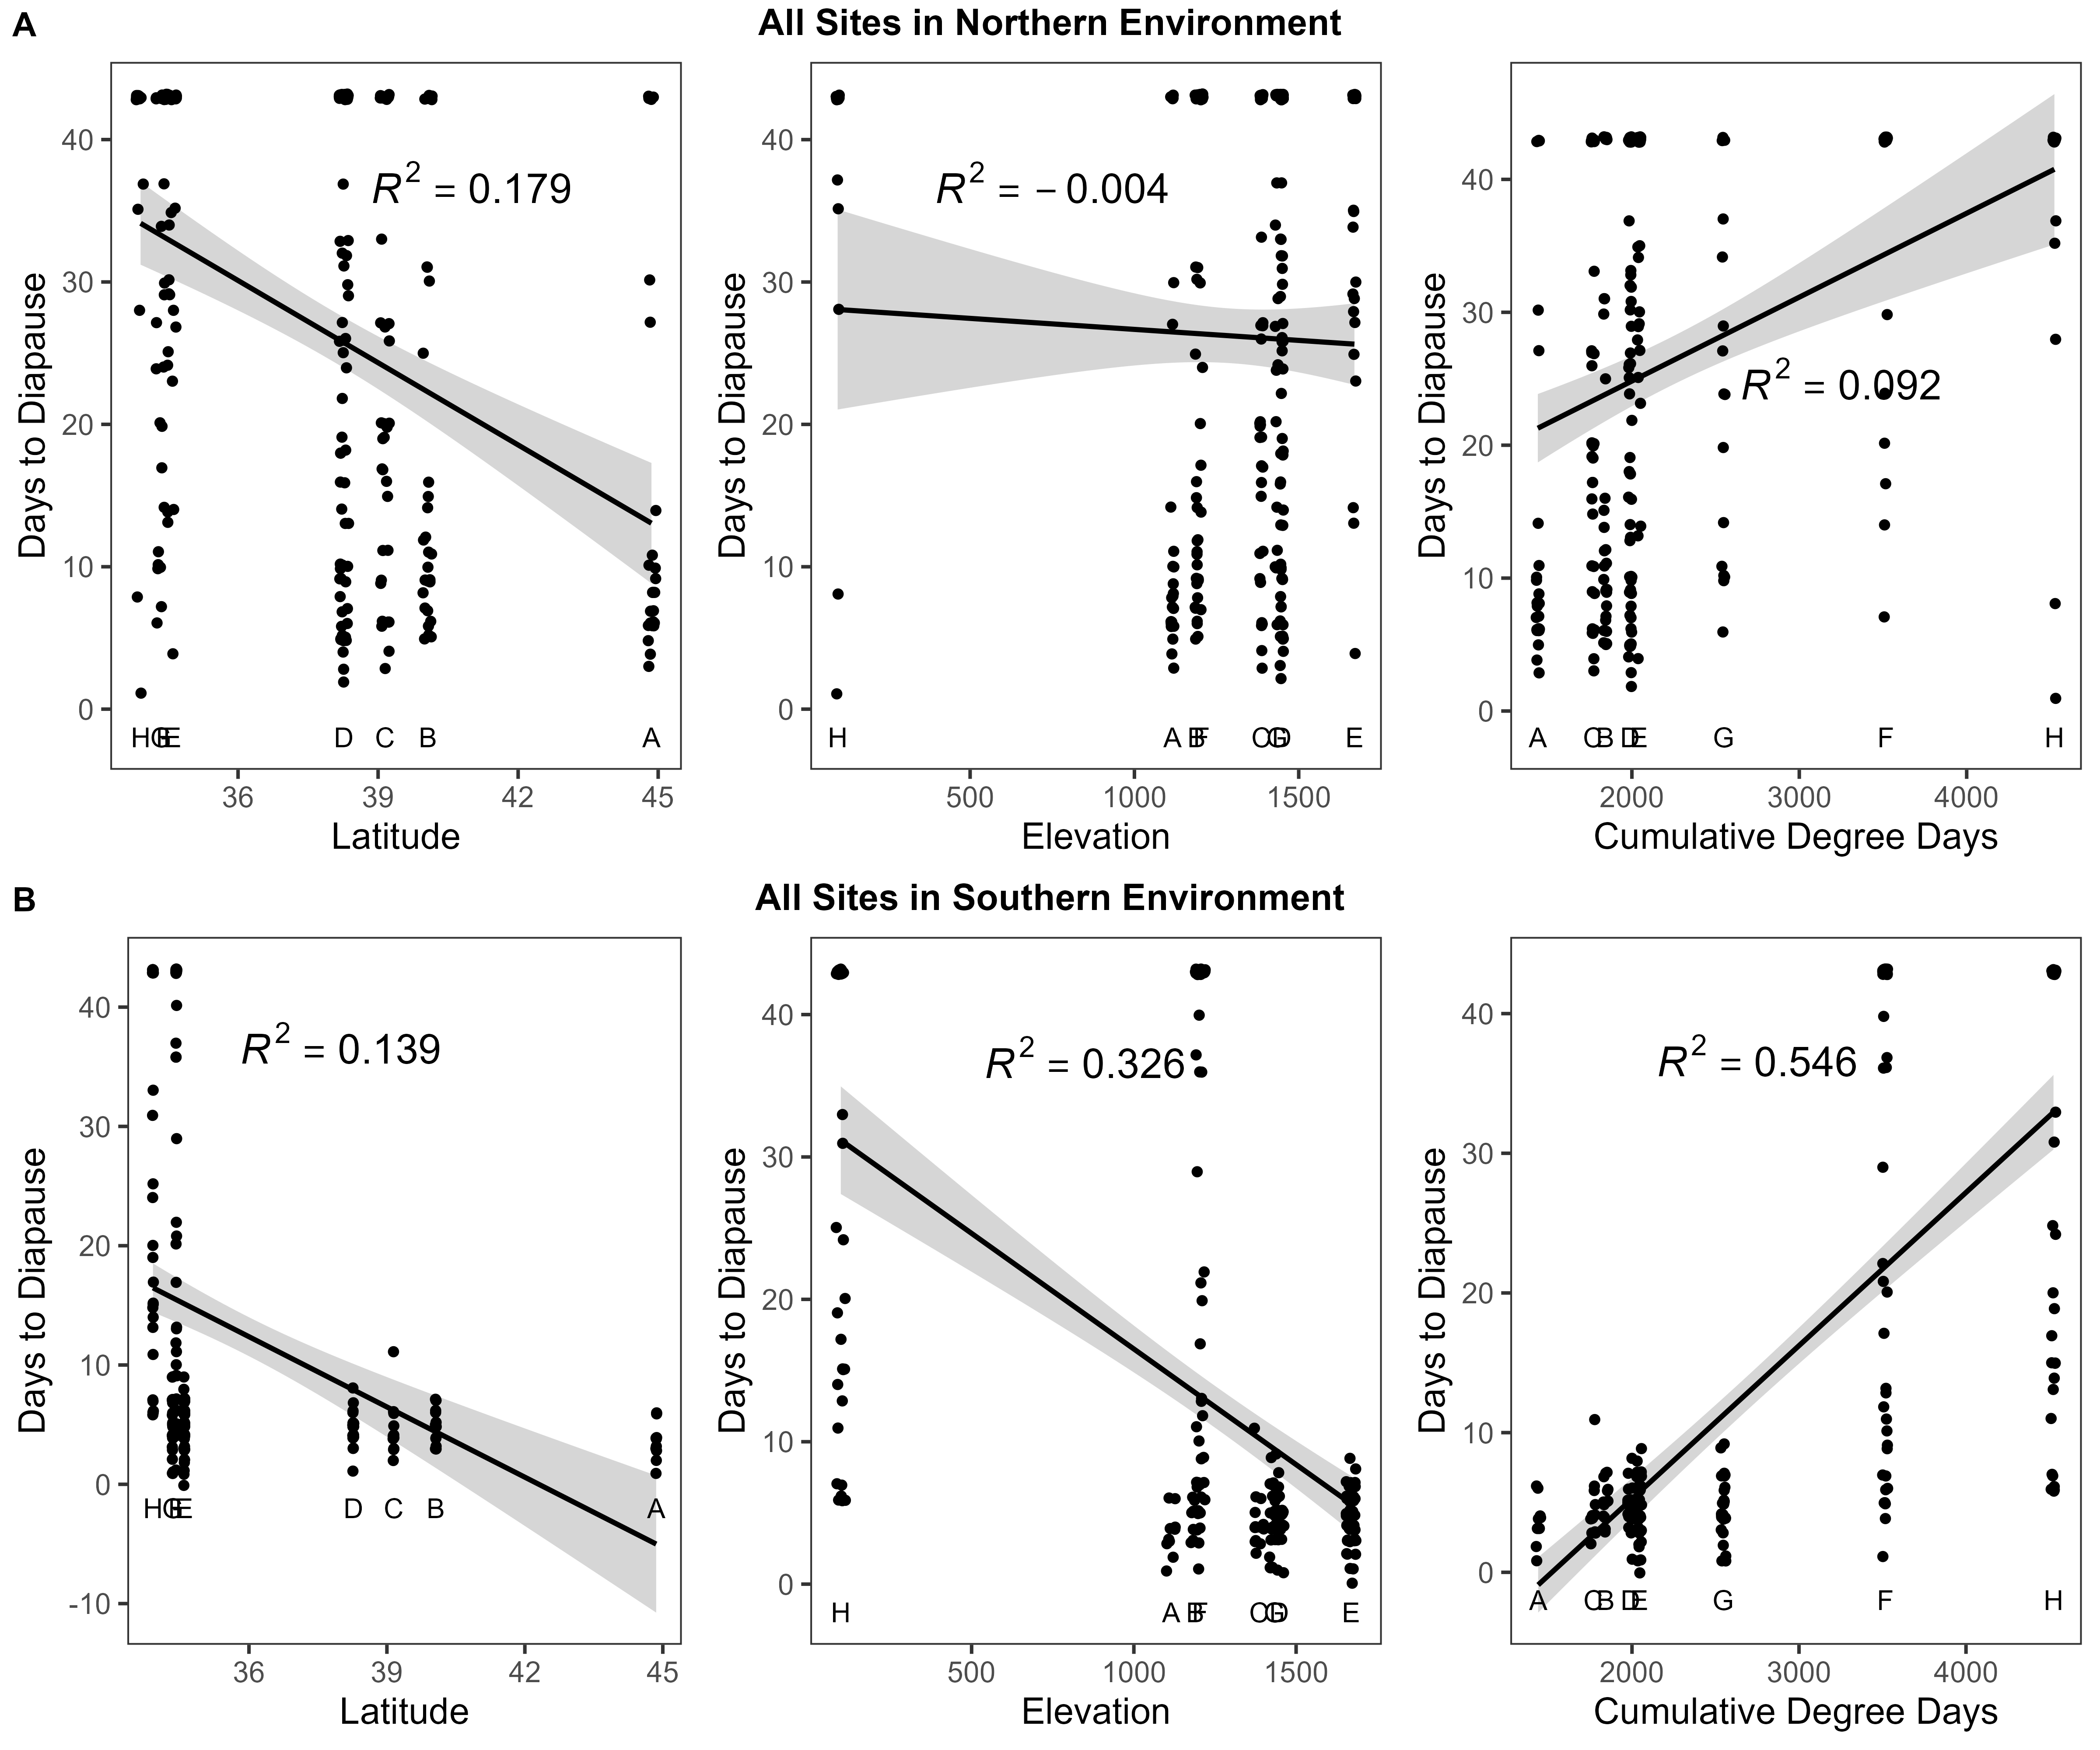 A
All Sites in Northern Environment
Days to Diapause
40
30
20
10
0
R² = 0.179
H G F E D C B A
36 39 42 45
Latitude
Days to Diapause
40
30
20
10
0
R² = − 0.004
H A B F C G D E
500 1000 1500
Elevation
Days to Diapause
40
30
20
10
0
R² = 0.092
A C B D E G F H
2000 3000 4000
Cumulative Degree Days
B
All Sites in Southern Environment
Days to Diapause
40
30
20
10
0
-10
R² = 0.139
H G F E D C B A
36 39 42 45
Latitude
Days to Diapause
40
30
20
10
0
R² = 0.326
H A B F C G D E
500 1000 1500
Elevation
Days to Diapause
40
30
20
10
0
R² = 0.546
A C B D E G F H
2000 3000 4000
Cumulative Degree Days